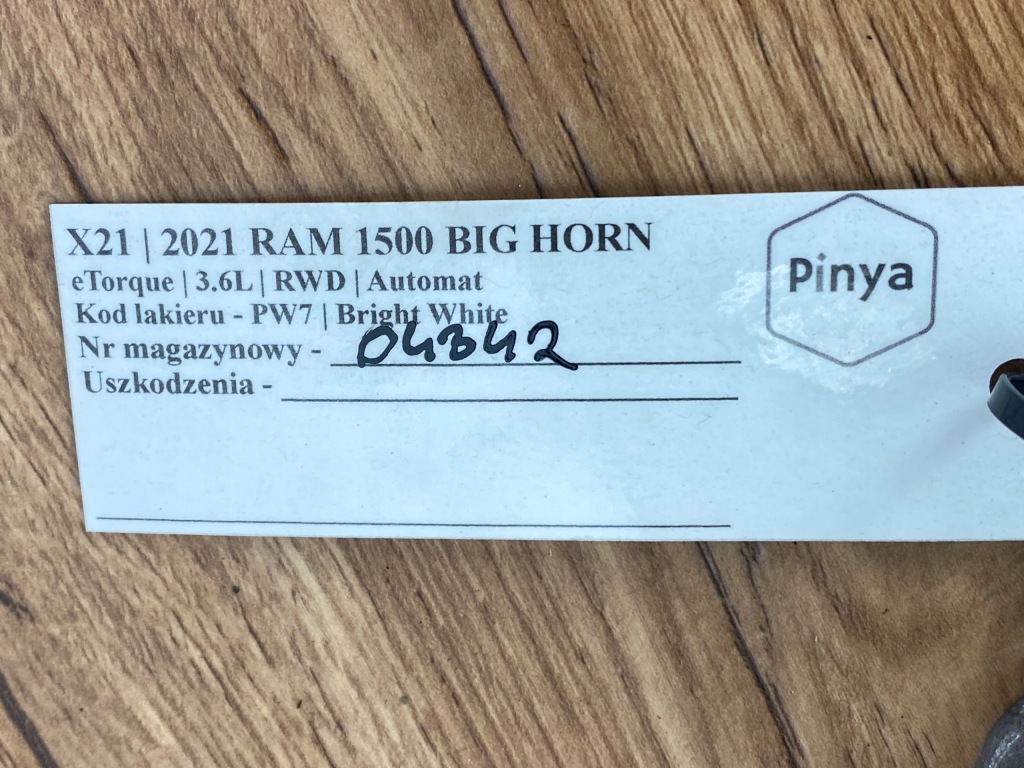 X21 | 2021 RAM 1500 BIG HORN
eTorque | 3.6L | RWD | Automat
Kod lakieru - PW7 | Bright White
Nr magazynowy - 04342
Uszkodzenia -
Pinya